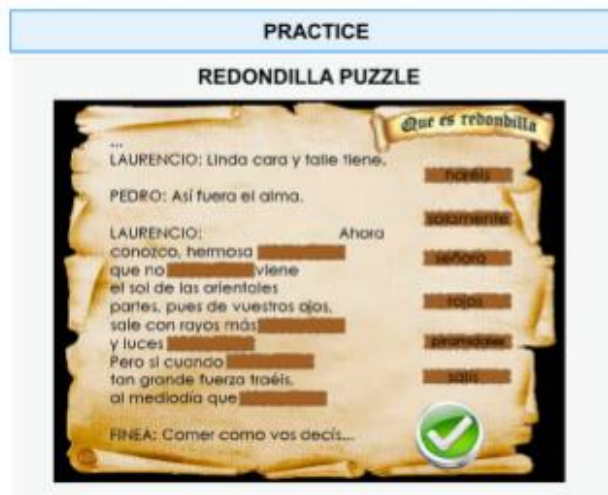 PRACTICE
REDONDILLA PUZZLE
Que es redondilla
...
LAURENCIO: Linda cara y talle tiene.
PEDRO: Así fuera el alma.
LAURENCIO: Ahora
conozco, hermosa
que no viene
el sol de las orientales
partes, pues de vuestros ojos,
sale con rayos más
y luces
Pero si cuando
tan grande fuerza traéis,
al mediodía que
FINEA: Comer como vos decís...
haréis
solamente
señora
rojos
piramidales
salís